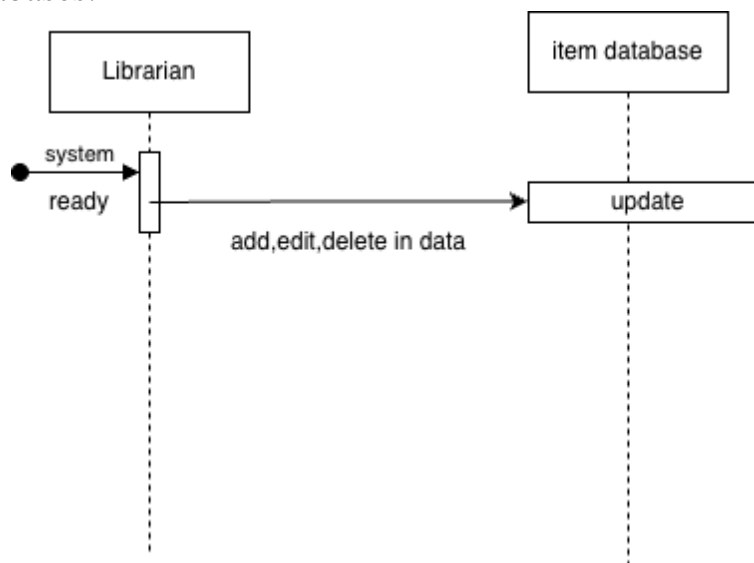 Librarian
item database
system
ready
update
add,edit,delete in data